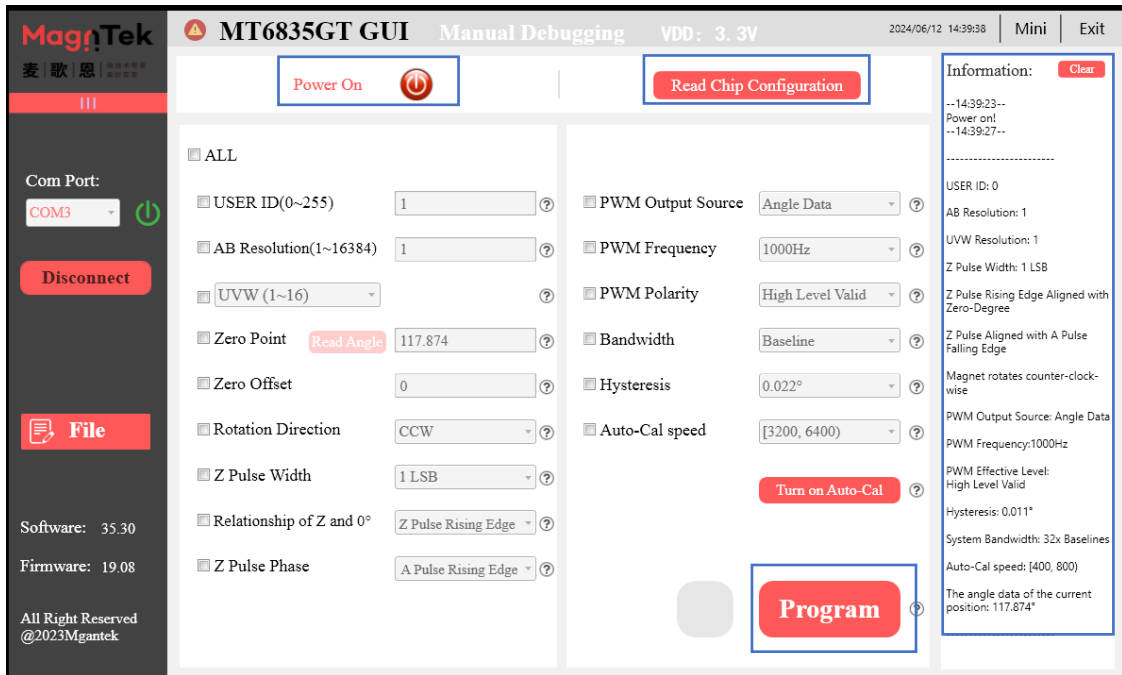 MagnTek
麦歌恩
MT6835GT GUI
Manual Debugging
VDD: 3.3V
2024/06/12 14:39:38
Mini
Exit
Power On
Read Chip Configuration
Com Port:
COM3
Disconnect
File
Software: 35.30
Firmware: 19.08
All Right Reserved
@2023Mgantek
ALL
USER ID(0~255)
1
AB Resolution(1~16384)
1
UVW (1~16)
Zero Point
Read Angle
117.874
Zero Offset
0
Rotation Direction
CCW
Z Pulse Width
1 LSB
Relationship of Z and 0°
Z Pulse Rising Edge
Z Pulse Phase
A Pulse Rising Edge
PWM Output Source
Angle Data
PWM Frequency
1000Hz
PWM Polarity
High Level Valid
Bandwidth
Baseline
Hysteresis
0.022°
Auto-Cal speed
[3200, 6400)
Turn on Auto-Cal
Program
Information:
Clear
--14:39:23--
Power on!
--14:39:27--
------------------------
USER ID: 0
AB Resolution: 1
UVW Resolution: 1
Z Pulse Width: 1 LSB
Z Pulse Rising Edge Aligned with
Zero-Degree
Z Pulse Aligned with A Pulse
Falling Edge
Magnet rotates counter-clock-
wise
PWM Output Source: Angle Data
PWM Frequency:1000Hz
PWM Effective Level:
High Level Valid
Hysteresis: 0.011°
System Bandwidth: 32x Baselines
Auto-Cal speed: [400, 800)
The angle data of the current
position: 117.874°
------------------------